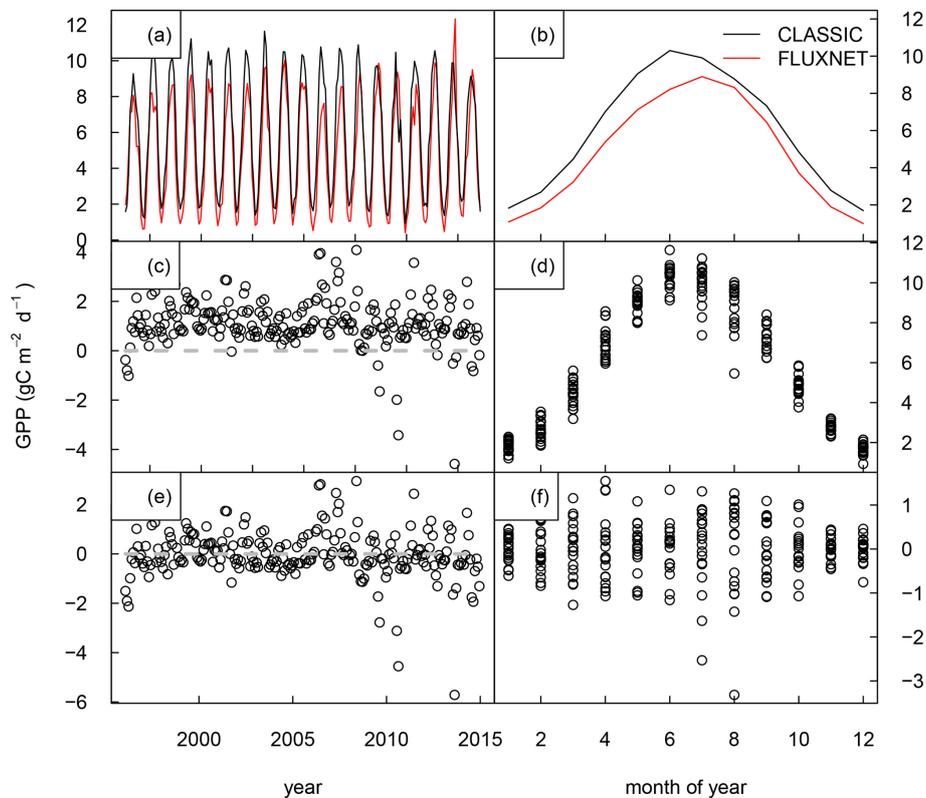 (a)
12
10
8
6
4
2
0
(b)
CLASSIC
FLUXNET
12
10
8
6
4
2
(c)
4
2
0
−2
−4
(d)
12
10
8
6
4
2
GPP (gC m⁻² d⁻¹ )
(e)
2
0
−2
−4
−6
(f)
1
0
−1
−2
−3
2000 2005 2010 2015
2 4 6 8 10 12
year
month of year